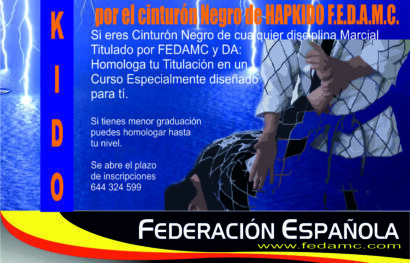 por el cinturón Negro de HAPKIDO F.E.D.A.M.C.
K
I
D
O
Si eres Cinturón Negro de cualquier disciplina Marcial
Titulado por FEDAMC y DA:
Homologa tu Titulación en un
Curso Especialmente diseñado
para tí.
Si tienes menor graduación
puedes homologar hasta
tu nivel.
Se abre el plazo
de inscripciones
644 324 599
FEDERACIÓN ESPAÑOLA
www.fedamc.com